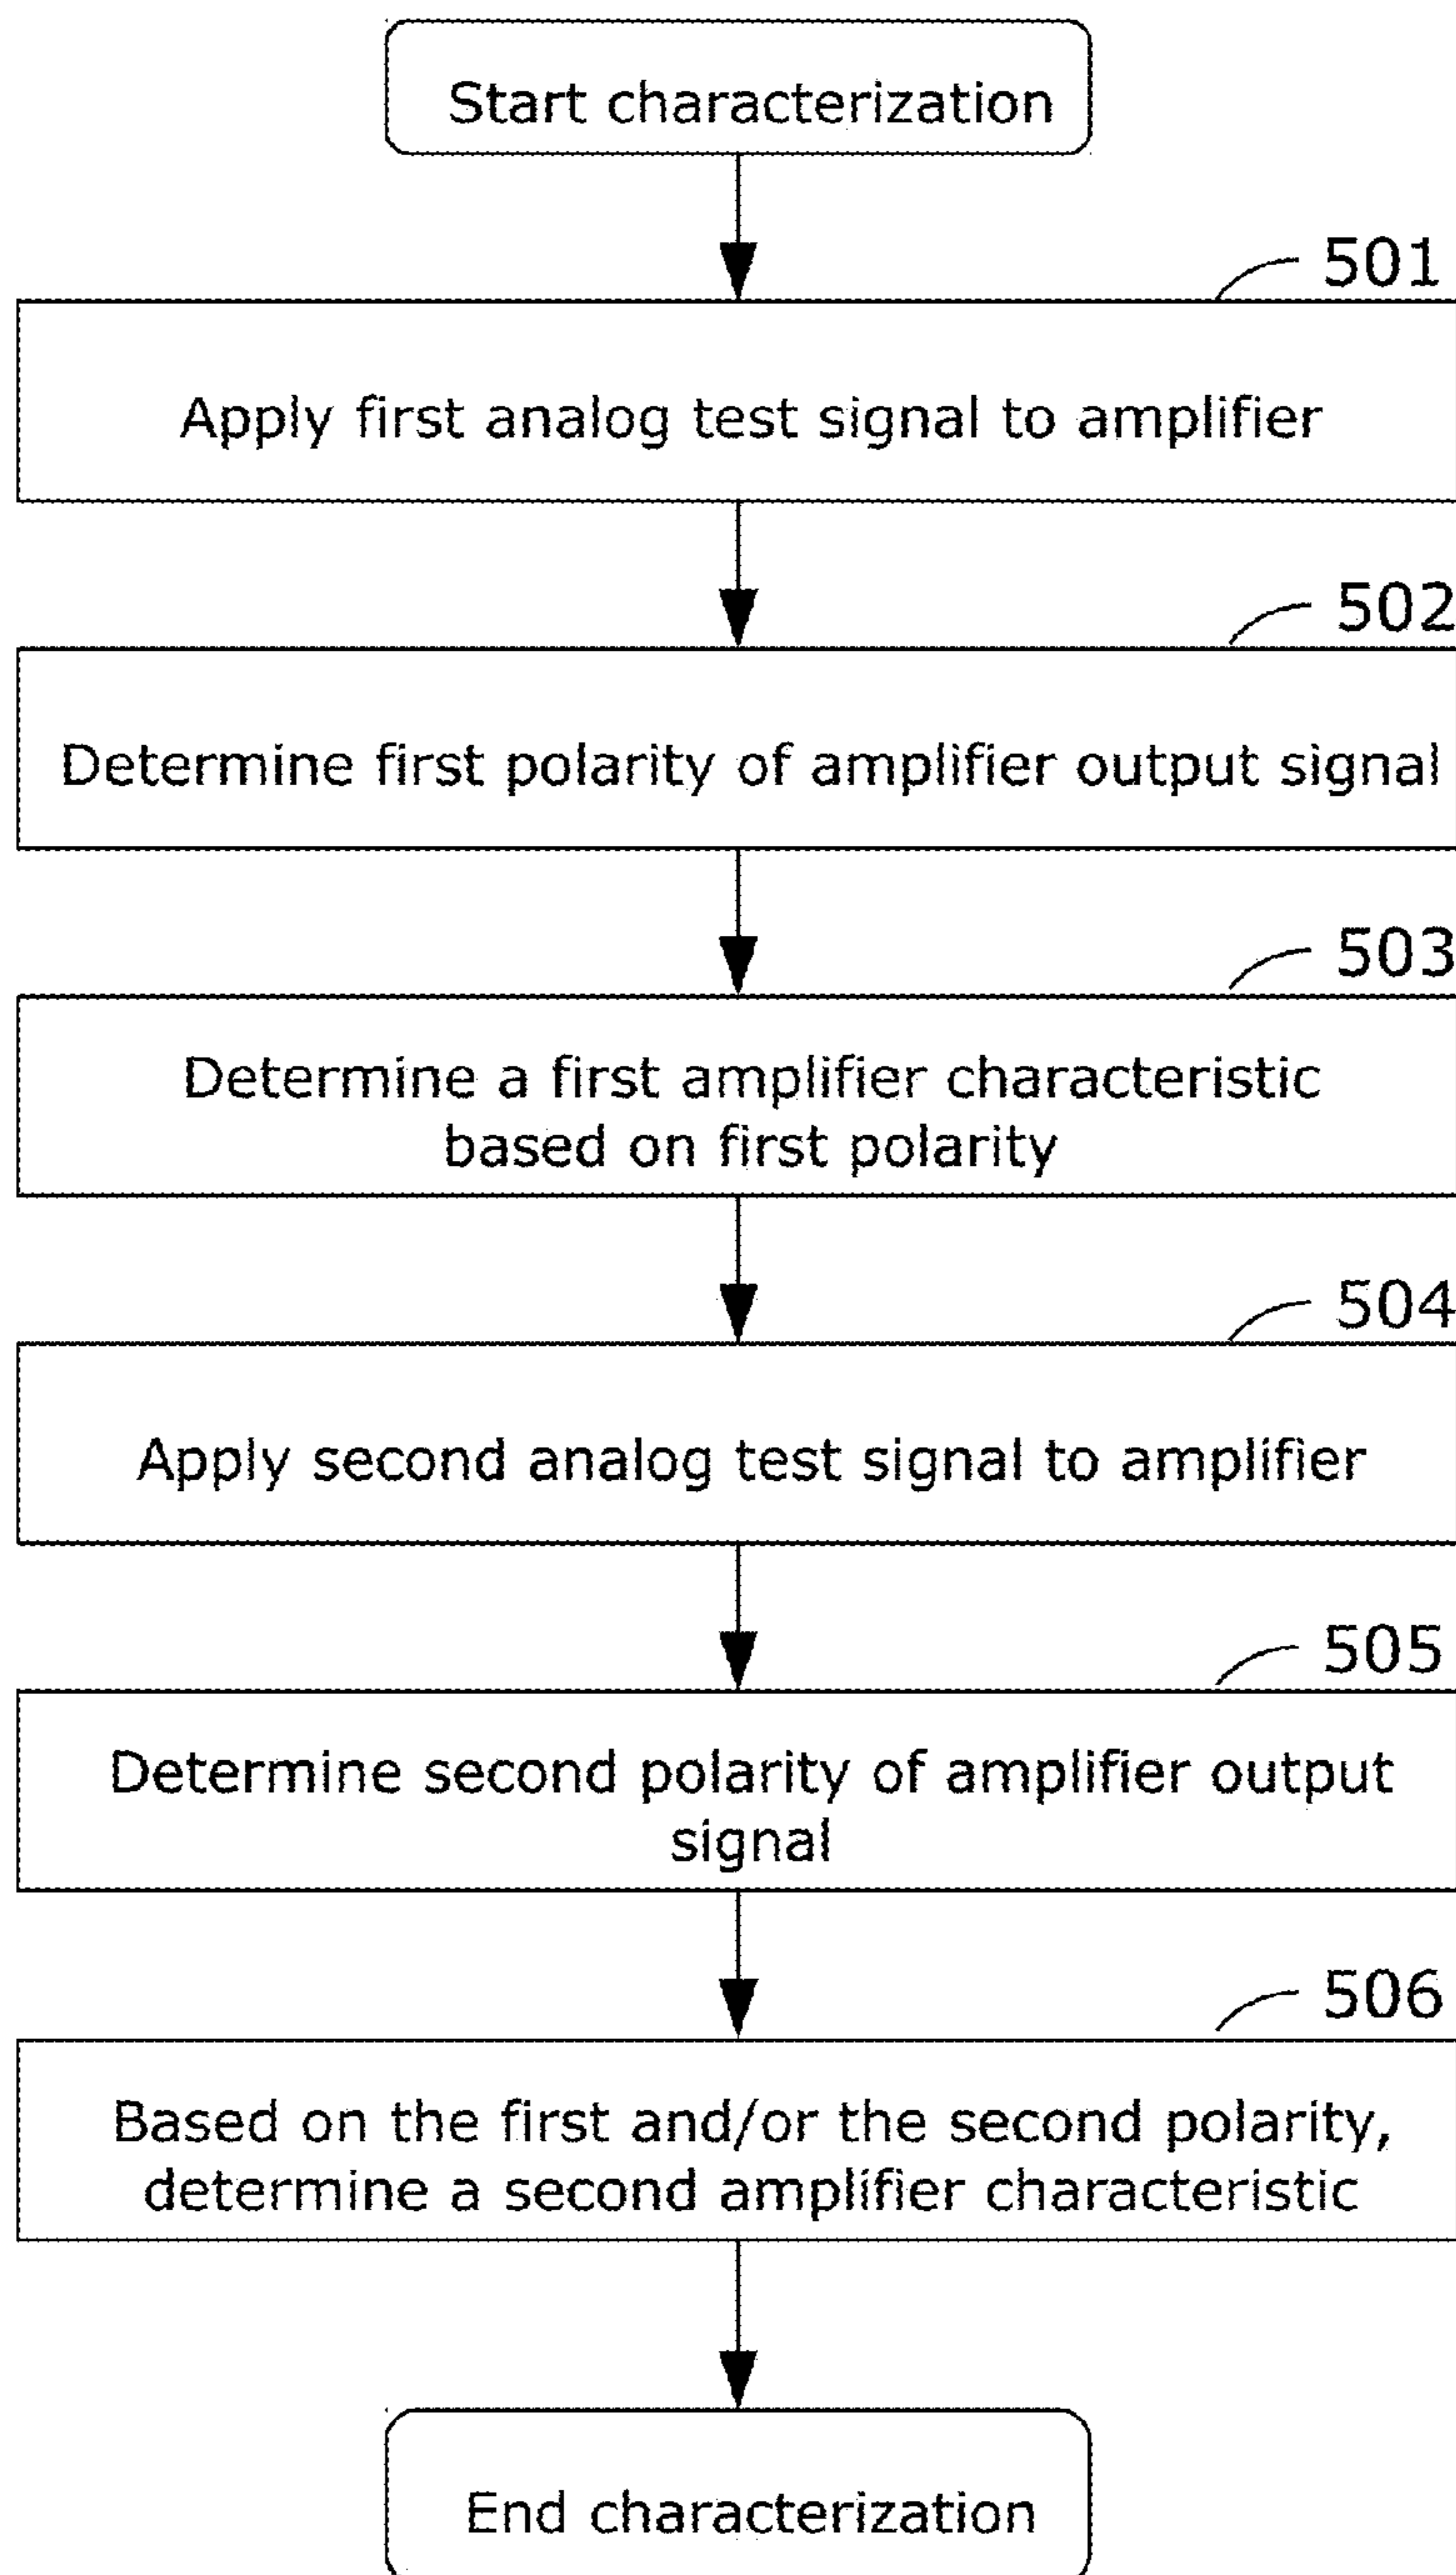 Start characterization
501
Apply first analog test signal to amplifier
502
Determine first polarity of amplifier output signal
503
Determine a first amplifier characteristic
based on first polarity
504
Apply second analog test signal to amplifier
505
Determine second polarity of amplifier output
signal
506
Based on the first and/or the second polarity,
determine a second amplifier characteristic
End characterization